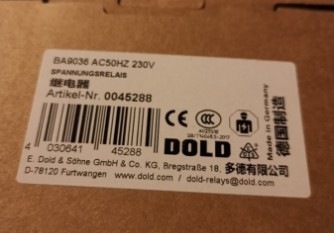 BA9036 AC50HZ 230V
SPANNUNGSRELAIS
继电器
Artikel-Nr. 0045288
CCC
DOLD
Made in Germany
德国制造
4 030641 45288
E. Dold & Söhne GmbH & Co. KG, Bregstraße 18, 多德有限公司
D-78120 Furtwangen www.dold.com / dold-relays@dold.com